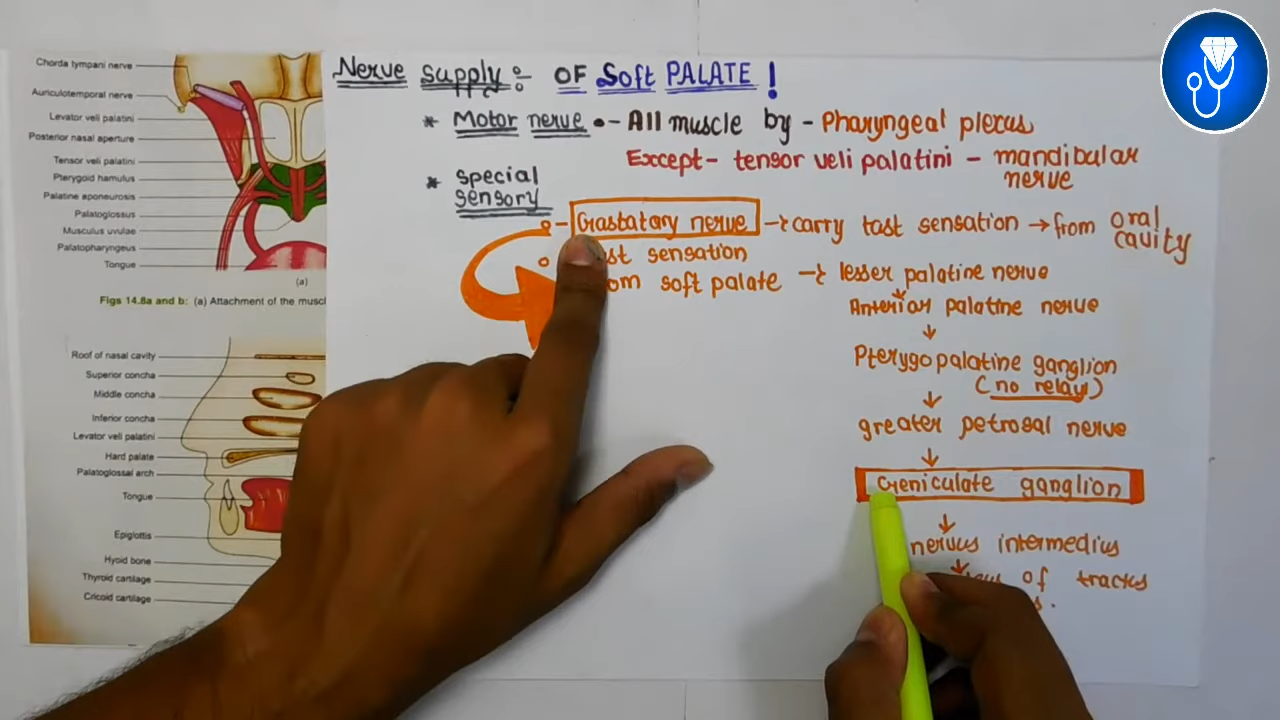 Chorda tympani nerve
Auriculotemporal nerve
Levator veli palatini
Posterior nasal aperture
Tensor veli palatini
Pterygoid hamulus
Palatine aponeurosis
Palatoglossus
Musculus uvulae
Palatopharyngeus
Tongue
(a)
Figs 14.8a and b: (a) Attachment of the
Roof of nasal cavity
Superior concha
Middle concha
Inferior concha
Levator veli palatini
Hard palate
Palatoglossal arch
Tongue
Epiglottis
Hyoid bone
Thyroid cartilage
Cricoid cartilage
Nerve supply :- OF Soft PALATE !
* Motor nerve •- All muscle by - Pharyngeal plexus
Except - tensor veli palatini - mandibular nerve
* special sensory
- Grastatary nerve → carry tast sensation → from oral cavity
sensation
soft palate → lesser palatine nerve
↓
Anterior palatine nerve
↓
Pterygopalatine ganglion
(no relay)
↓
greater petrosal nerve
↓
Geniculate ganglion
↓
nervus intermedius
↓
of tractus